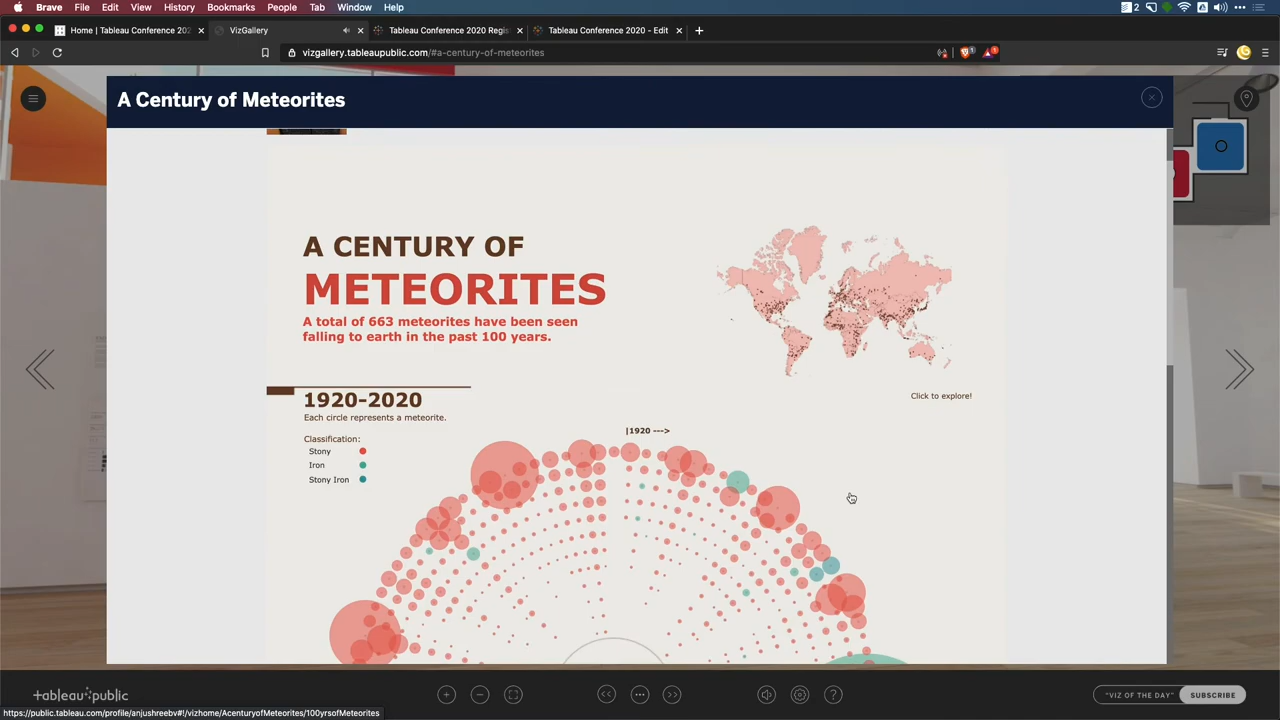 Brave File Edit View History Bookmarks People Tab Window Help
2
Home | Tableau Conference 202
VizGallery
Tableau Conference 2020 Regis
Tableau Conference 2020 - Edit
vizgallery.tableaupublic.com/#a-century-of-meteorites
A Century of Meteorites
A CENTURY OF
METEORITES
A total of 663 meteorites have been seen
falling to earth in the past 100 years.
Click to explore!
1920-2020
Each circle represents a meteorite.
|1920 --->
Classification:
Stony
Iron
Stony Iron
tableau public
"VIZ OF THE DAY" SUBSCRIBE
https://public.tableau.com/profile/anjushreebv#!/vizhome/AcenturyofMeteorites/100yrsofMeteorites